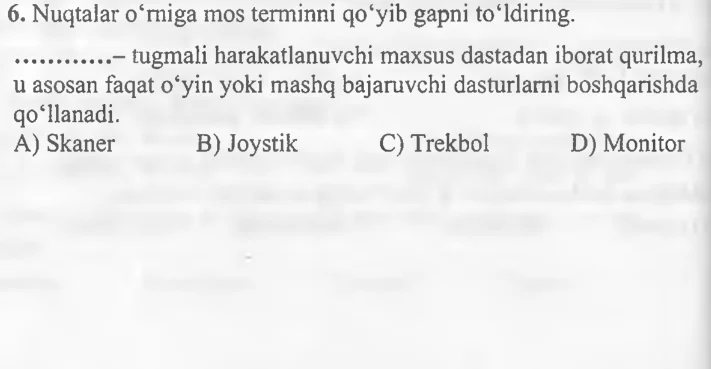 6. Nuqtalar o‘rniga mos terminni qo‘yib gapni to‘ldiring.
.............– tugmali harakatlanuvchi maxsus dastadan iborat qurilma,
u asosan faqat o‘yin yoki mashq bajaruvchi dasturlarni boshqarishda
qo‘llanadi.
A) Skaner B) Joystik C) Trekbol D) Monitor